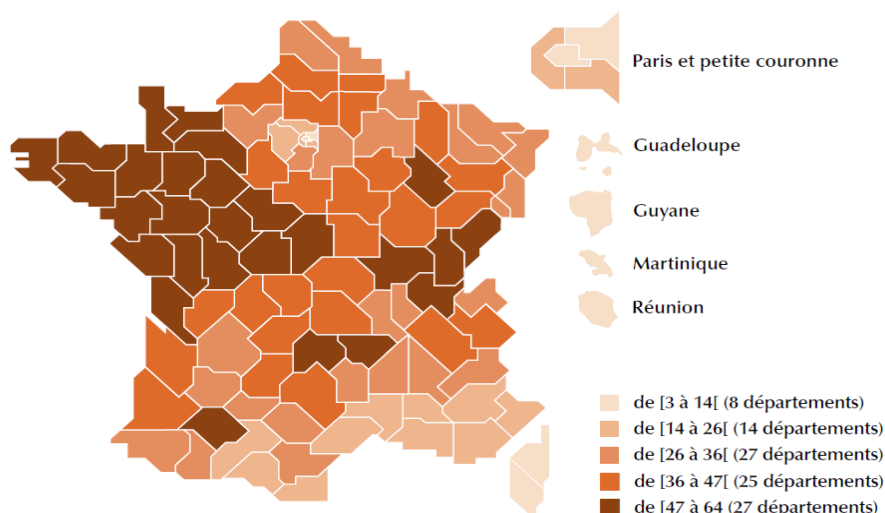 Paris et petite couronne
Guadeloupe
Guyane
Martinique
Réunion
de [3 à 14[ (8 départements)
de [14 à 26[ (14 départements)
de [26 à 36[ (27 départements)
de [36 à 47[ (25 départements)
de [47 à 64 (27 départements)